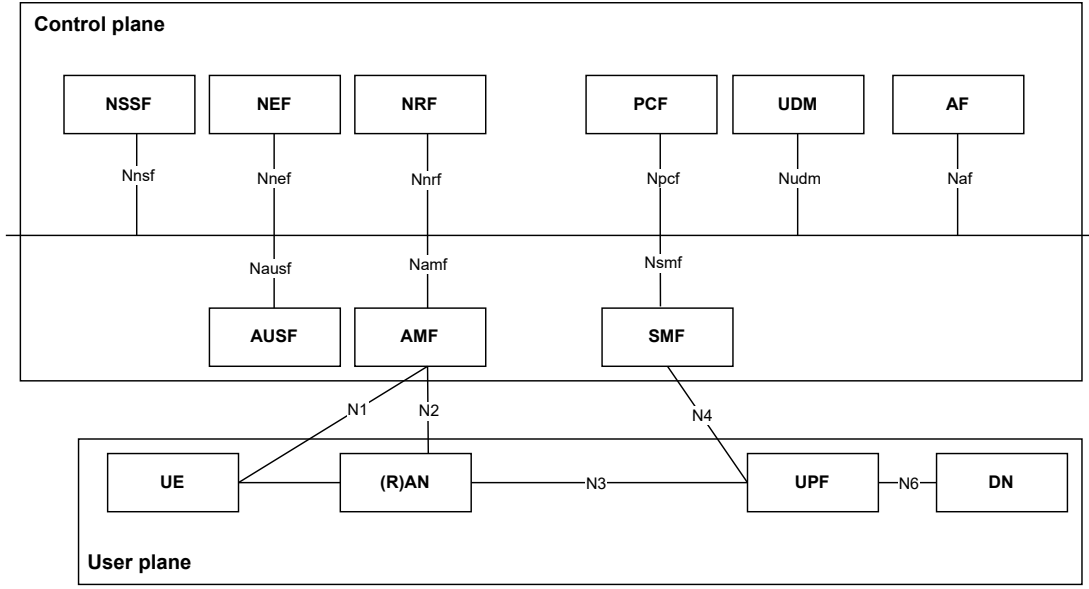 Control plane
NSSF NEF NRF PCF UDM AF
Nnsf Nnef Nnrf Npcf Nudm Naf
Nausf Namf Nsmf
AUSF AMF SMF
N1 N2 N4
UE (R)AN N3 UPF N6 DN
User plane